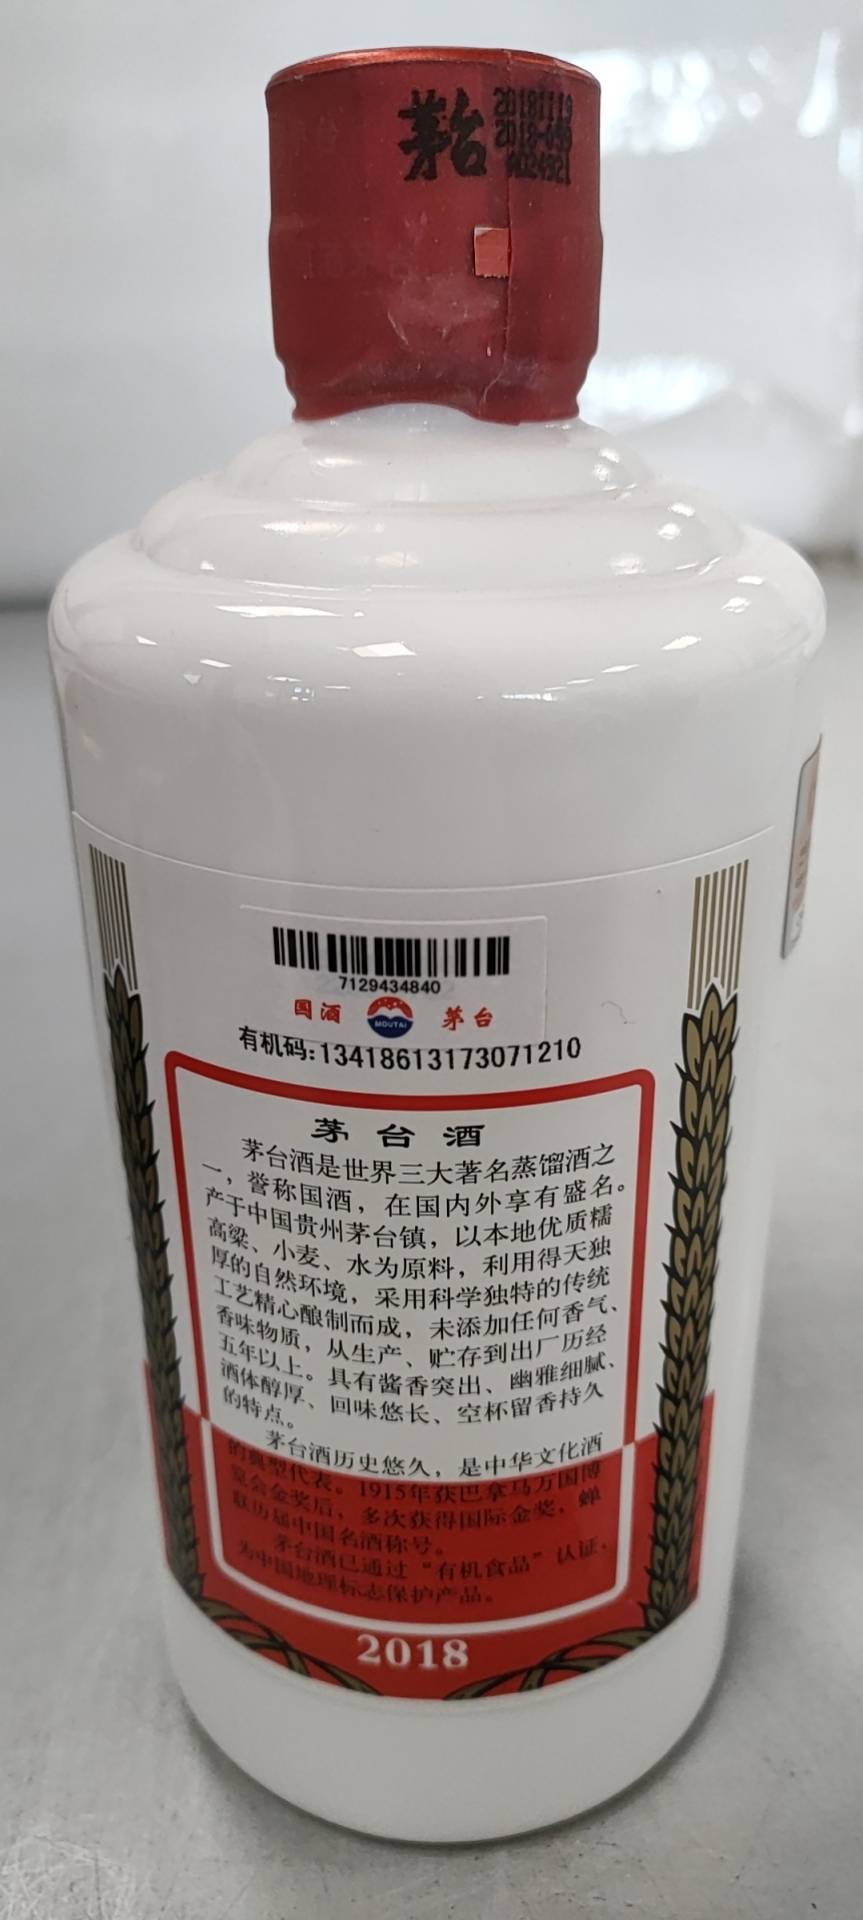 茅台
20181119
2018-0
024921
7129434840
国酒
MOUTAI
茅台
有机码:13418613173071210
茅台酒
茅台酒是世界三大著名蒸馏酒之
一，誉称国酒，在国内外享有盛名。
产于中国贵州茅台镇，以本地优质糯
高粱、小麦、水为原料，利用得天独
厚的自然环境，采用科学独特的传统
工艺精心酿制而成，未添加任何香气、
香味物质，从生产、贮存到出厂历经
五年以上。具有酱香突出、幽雅细腻、
酒体醇厚、回味悠长、空杯留香持久
的特点。
茅台酒历史悠久，是中华文化酒
的典型代表。1915年获巴拿马万国博
览会金奖后，多次获得国际金奖，蝉
联历届中国名酒称号。
茅台酒已通过“有机食品”认证，
为中国地理标志保护产品。
2018